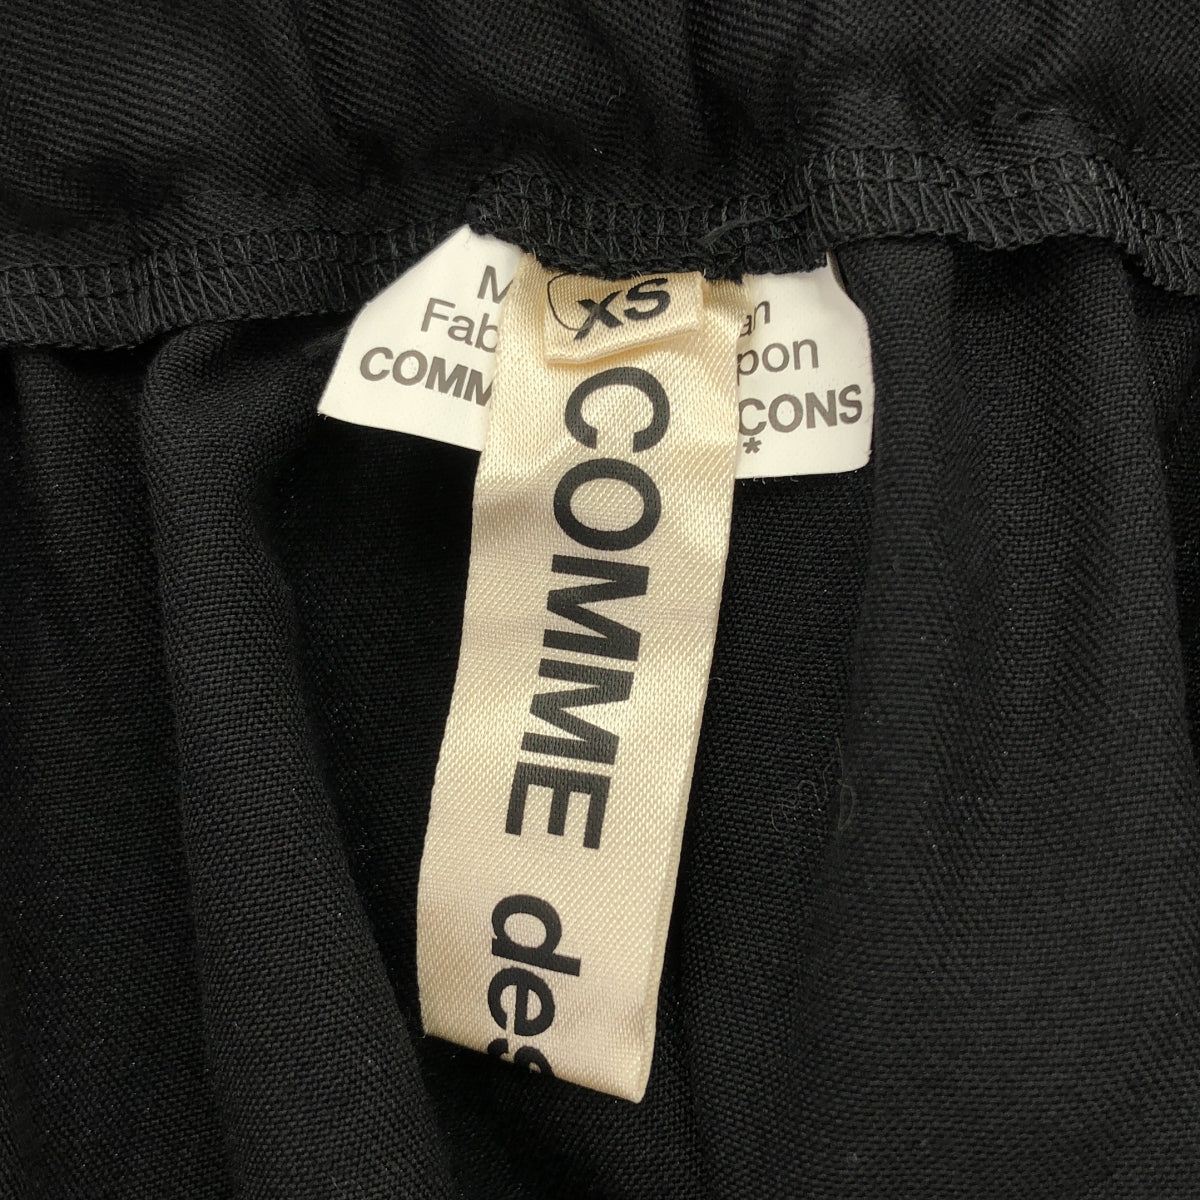 XS
COMME des
M
Fab
COMM
an
pon
CONS
*